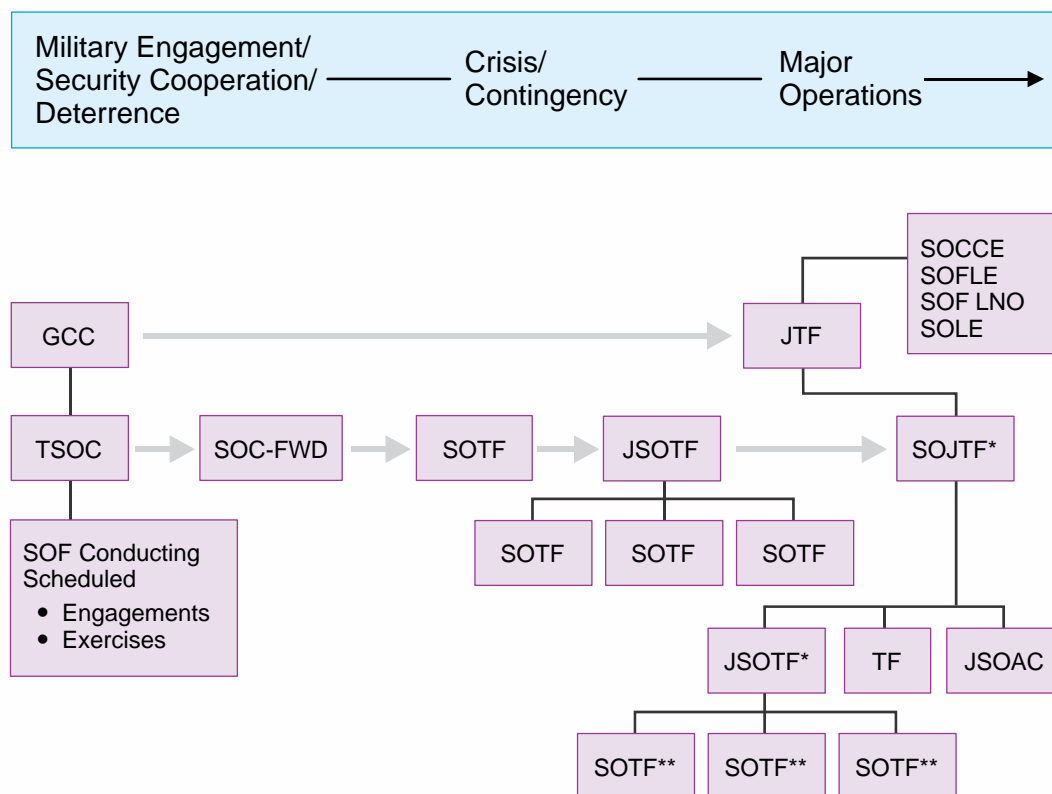 Military Engagement/
Security Cooperation/
Deterrence
Crisis/
Contingency
Major
Operations
SOCCE
SOFLE
SOF LNO
SOLE
GCC
JTF
TSOC
SOC-FWD
SOTF
JSOTF
SOJTF*
SOF Conducting
Scheduled
• Engagements
• Exercises
SOTF
SOTF
SOTF
JSOTF*
TF
JSOAC
SOTF**
SOTF**
SOTF**